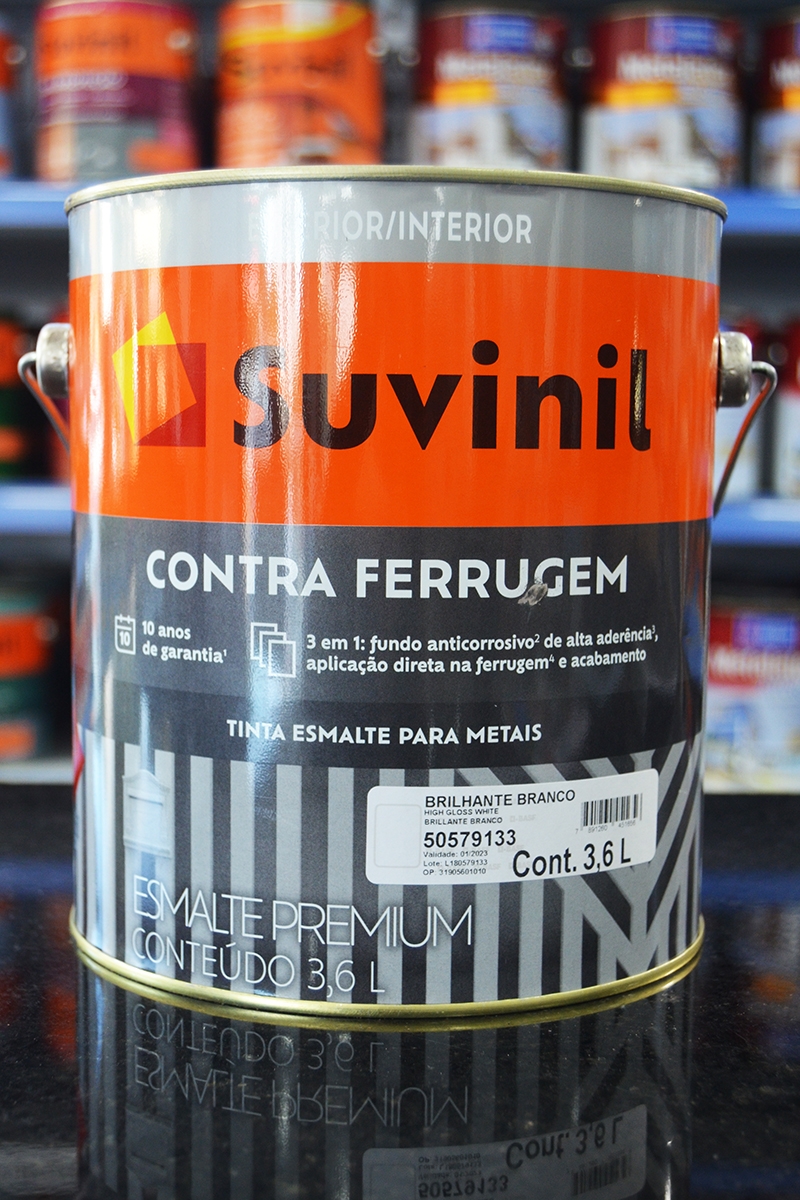 EXTERIOR/INTERIOR
Suvinil
CONTRA FERRUGEM
10
10 anos
de garantia¹
3 em 1: fundo anticorrosivo² de alta aderência³,
aplicação direta na ferrugem⁴ e acabamento
TINTA ESMALTE PARA METAIS
BRILHANTE BRANCO
HIGH GLOSS WHITE
BRILLANTE BRANCO
50579133
Validade: 01/2023
Lote: L180579133
OP: 31905601010
Cont. 3,6 L
ESMALTE PREMIUM
CONTEÚDO 3,6 L